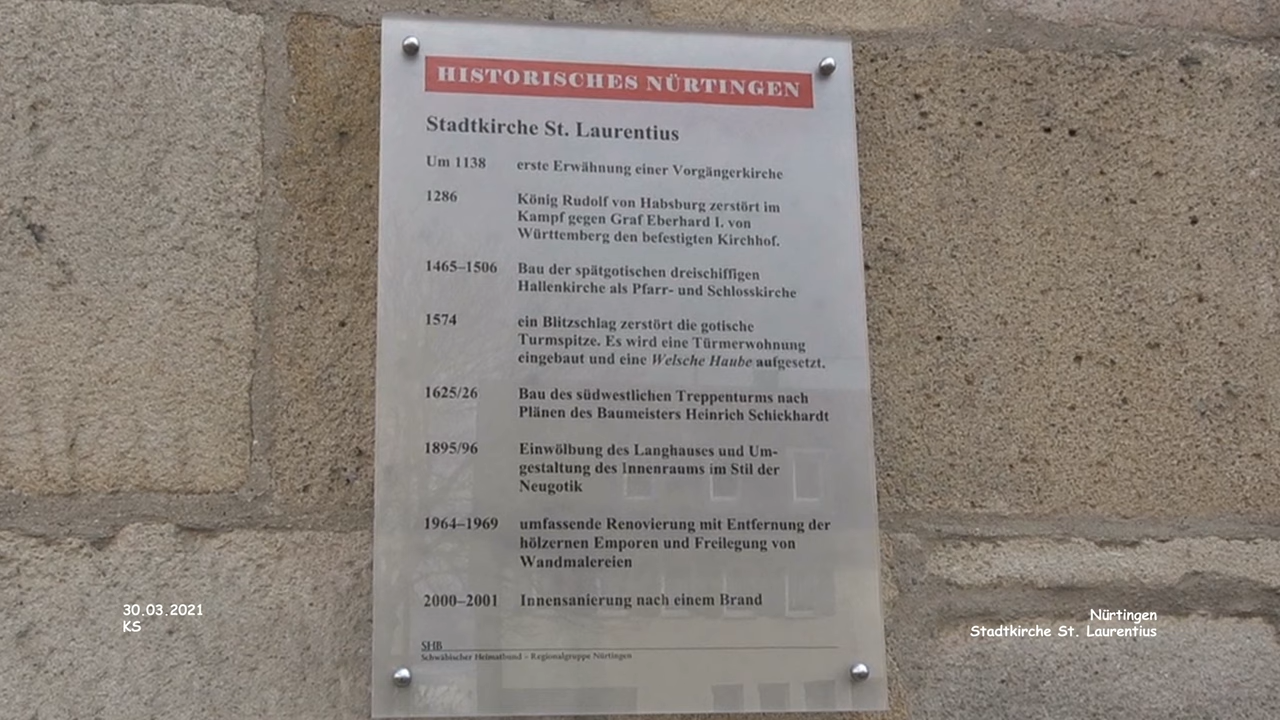 HISTORISCHES NÜRTINGEN
Stadtkirche St. Laurentius
Um 1138 erste Erwähnung einer Vorgängerkirche
1286 König Rudolf von Habsburg zerstört im
Kampf gegen Graf Eberhard I. von
Württemberg den befestigten Kirchhof.
1465–1506 Bau der spätgotischen dreischiffigen
Hallenkirche als Pfarr- und Schlosskirche
1574 ein Blitzschlag zerstört die gotische
Turmspitze. Es wird eine Türmerwohnung
eingebaut und eine Welsche Haube aufgesetzt.
1625/26 Bau des südwestlichen Treppenturms nach
Plänen des Baumeisters Heinrich Schickhardt
1895/96 Einwölbung des Langhauses und Um-
gestaltung des Innenraums im Stil der
Neugotik
1964–1969 umfassende Renovierung mit Entfernung der
hölzernen Emporen und Freilegung von
Wandmalereien
2000–2001 Innensanierung nach einem Brand
SHB
Schwäbischer Heimatbund – Regionalgruppe Nürtingen
30.03.2021
KS
Nürtingen
Stadtkirche St. Laurentius